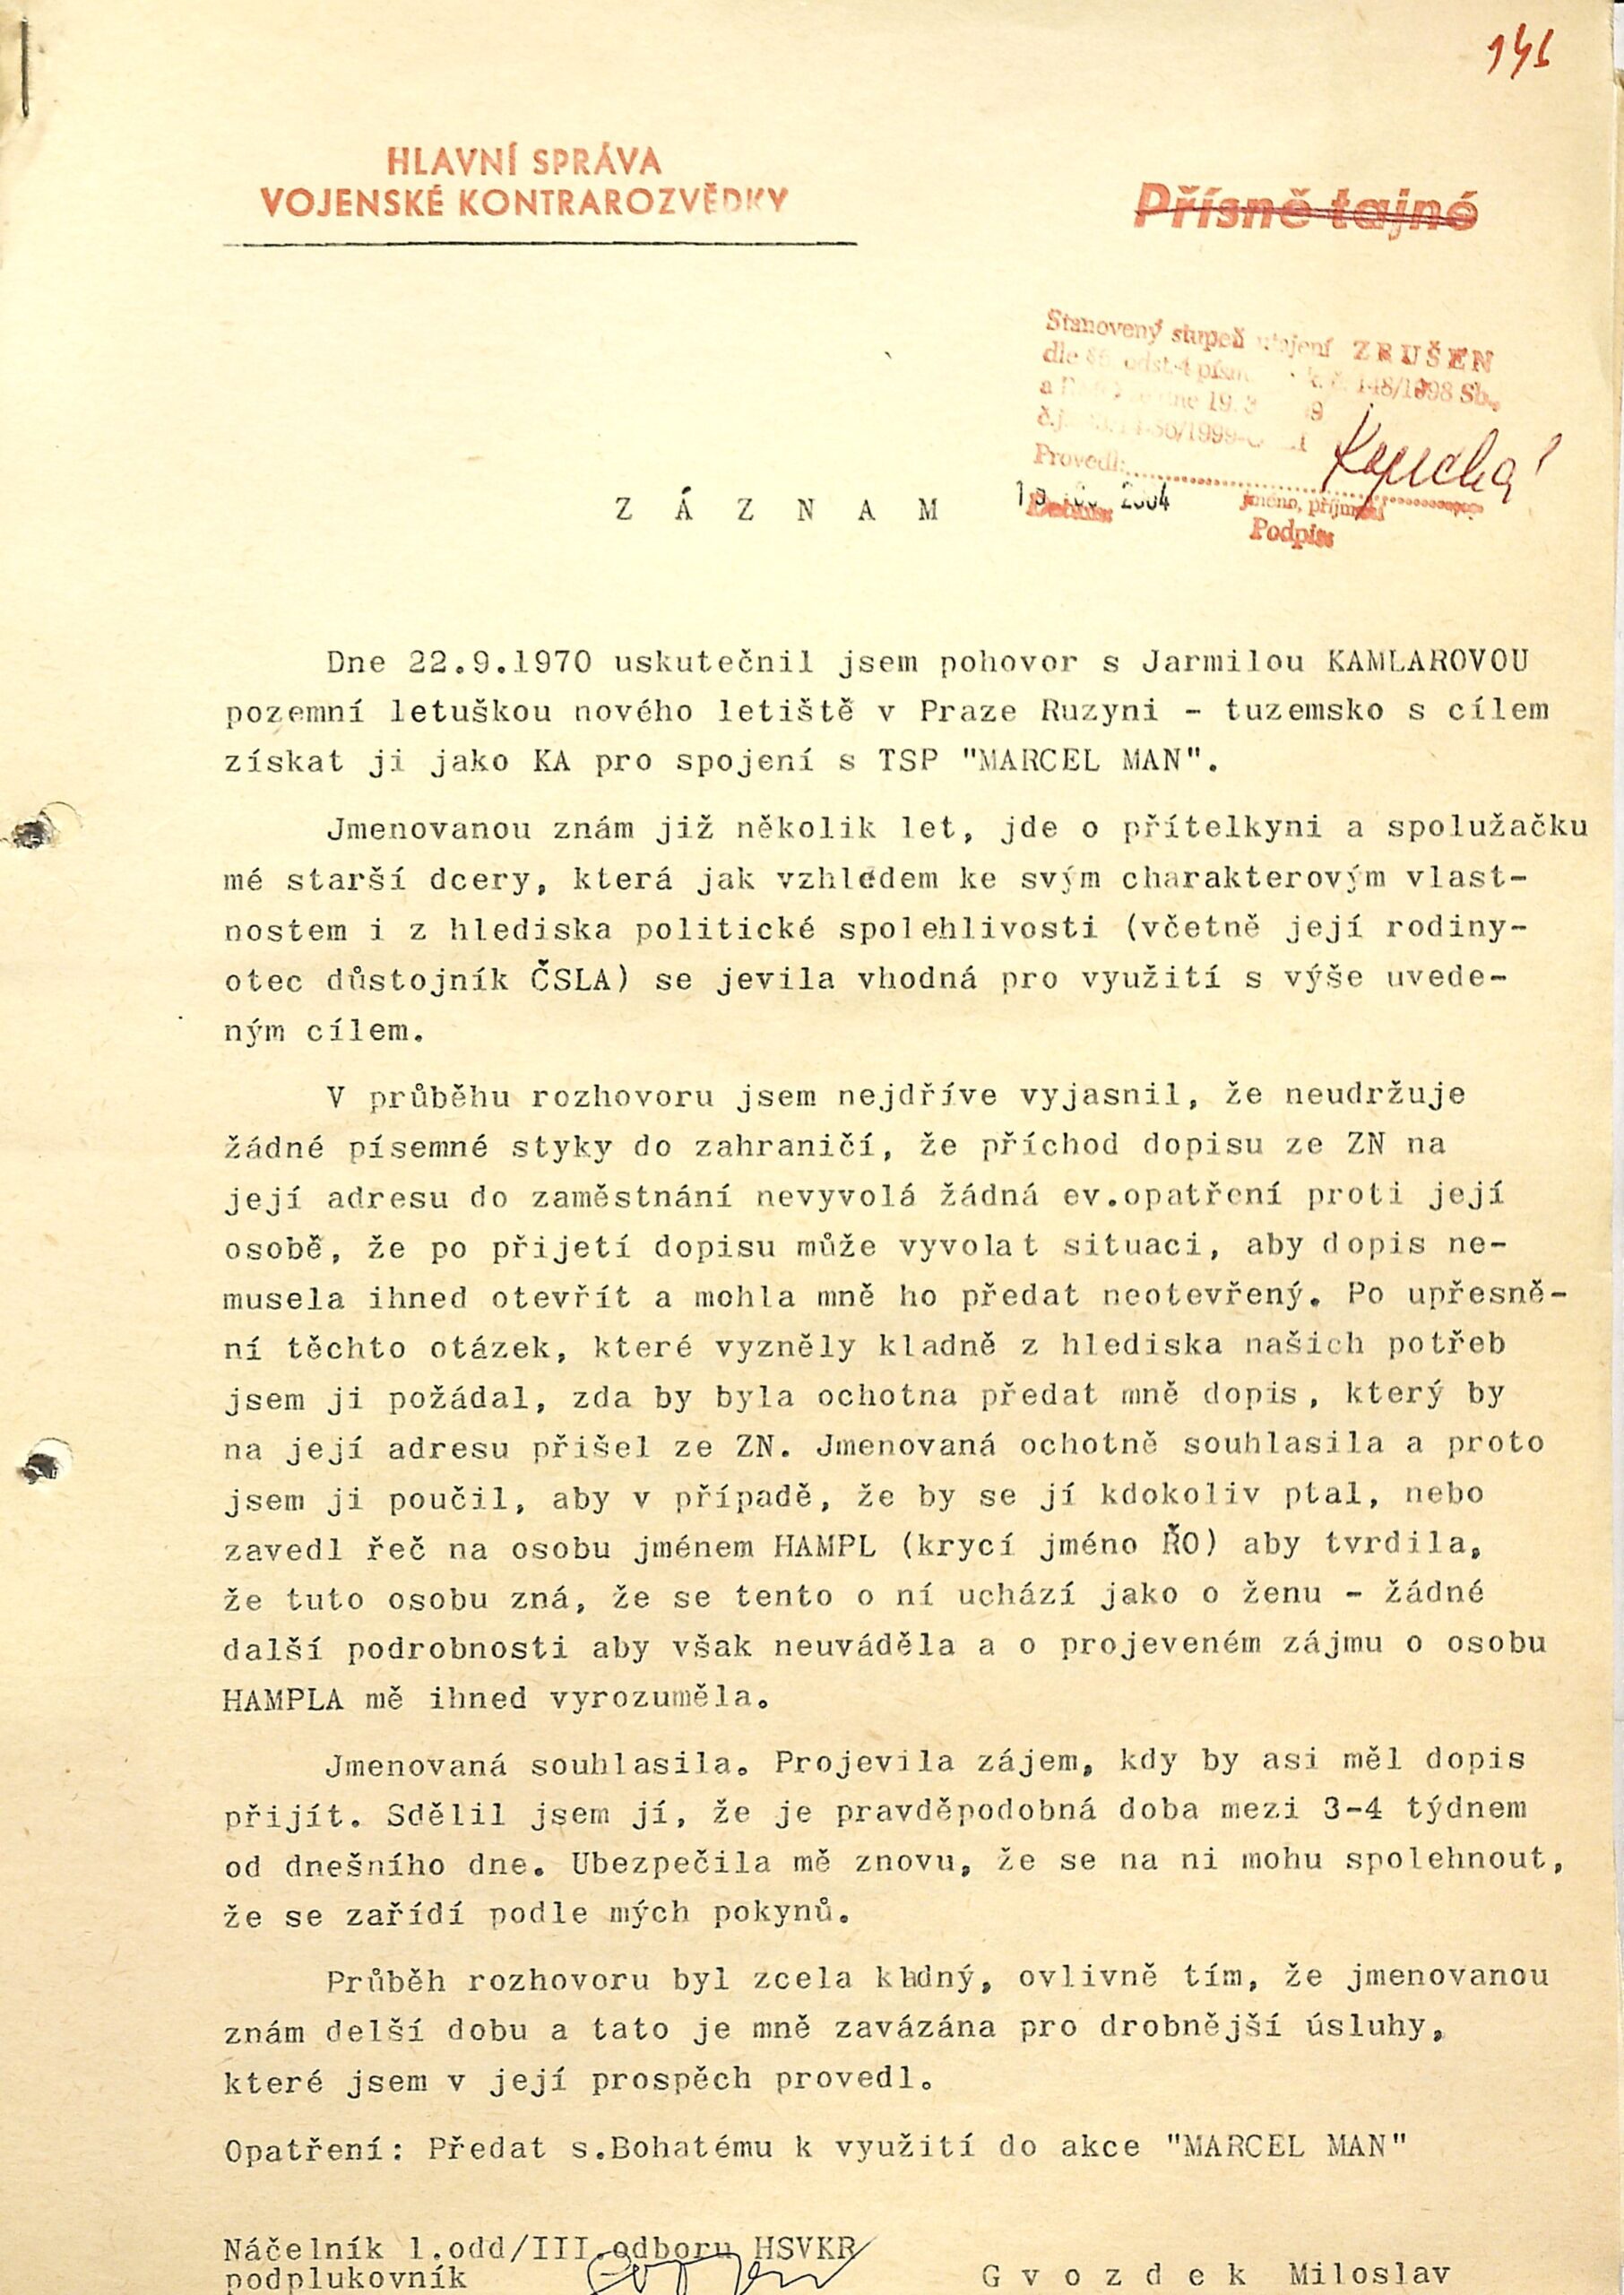 141
HLAVNÍ SPRÁVA
VOJENSKÉ KONTRAROZVĚDKY
Přísně tajné
Stanovený stupeň utajení ZRUŠEN
148/1998 Sb.
Provedl:
2004
jméno, příjmení
Podpis
Z Á Z N A M
Dne 22.9.1970 uskutečnil jsem pohovor s Jarmilou KAMLAROVOU
pozemní letuškou nového letiště v Praze Ruzyni - tuzemsko s cílem
získat ji jako KA pro spojení s TSP "MARCEL MAN".
Jmenovanou znám již několik let, jde o přítelkyni a spolužačku
mé starší dcery, která jak vzhledem ke svým charakterovým vlast-
nostem i z hlediska politické spolehlivosti (včetně její rodiny-
otec důstojník ČSLA) se jevila vhodná pro využití s výše uvede-
ným cílem.
V průběhu rozhovoru jsem nejdříve vyjasnil, že neudržuje
žádné písemné styky do zahraničí, že příchod dopisu ze ZN na
její adresu do zaměstnání nevyvolá žádná ev.opatření proti její
osobě, že po přijetí dopisu může vyvolat situaci, aby dopis ne-
musela ihned otevřít a mohla mně ho předat neotevřený. Po upřesně-
ní těchto otázek, které vyzněly kladně z hlediska našich potřeb
jsem ji požádal, zda by byla ochotna předat mně dopis, který by
na její adresu přišel ze ZN. Jmenovaná ochotně souhlasila a proto
jsem ji poučil, aby v případě, že by se jí kdokoliv ptal, nebo
zavedl řeč na osobu jménem HAMPL (krycí jméno ŘO) aby tvrdila,
že tuto osobu zná, že se tento o ní uchází jako o ženu - žádné
další podrobnosti aby však neuváděla a o projeveném zájmu o osobu
HAMPLA mě ihned vyrozuměla.
Jmenovaná souhlasila. Projevila zájem, kdy by asi měl dopis
přijít. Sdělil jsem jí, že je pravděpodobná doba mezi 3-4 týdnem
od dnešního dne. Ubezpečila mě znovu, že se na ni mohu spolehnout,
že se zařídí podle mých pokynů.
Průběh rozhovoru byl zcela kladný, ovlivně tím, že jmenovanou
znám delší dobu a tato je mně zavázána pro drobnější úsluhy,
které jsem v její prospěch provedl.
Opatření: Předat s.Bohatému k využití do akce "MARCEL MAN"
Náčelník 1.odd/III.odboru HSVKR
podplukovník G v o z d e k Miloslav